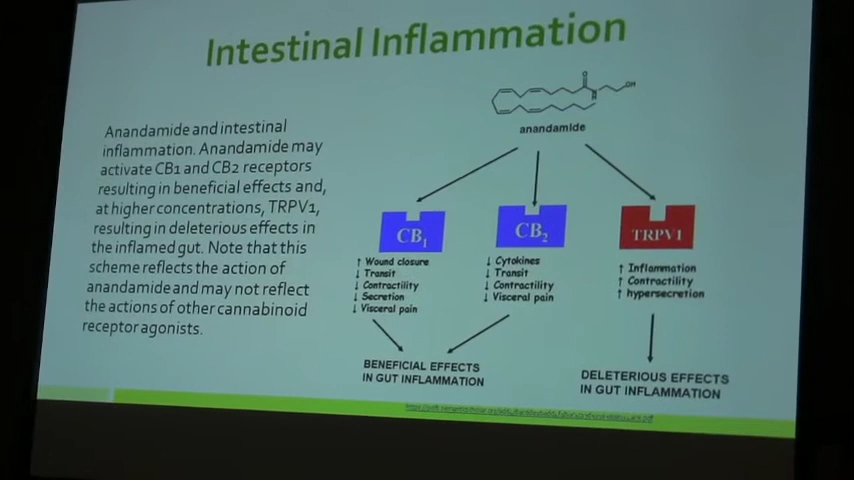 Intestinal Inflammation
Anandamide and intestinal
inflammation. Anandamide may
activate CB1 and CB2 receptors
resulting in beneficial effects and,
at higher concentrations, TRPV1,
resulting in deleterious effects in
the inflamed gut. Note that this
scheme reflects the action of
anandamide and may not reflect
the actions of other cannabinoid
receptor agonists.
O
N
H
OH
anandamide
CB1
↑ Wound closure
↓ Transit
↓ Contractility
↓ Secretion
↓ Visceral pain
CB2
↓ Cytokines
↓ Transit
↓ Contractility
↓ Visceral pain
TRPV1
↑ Inflammation
↑ Contractility
↑ hypersecretion
BENEFICIAL EFFECTS
IN GUT INFLAMMATION
DELETERIOUS EFFECTS
IN GUT INFLAMMATION